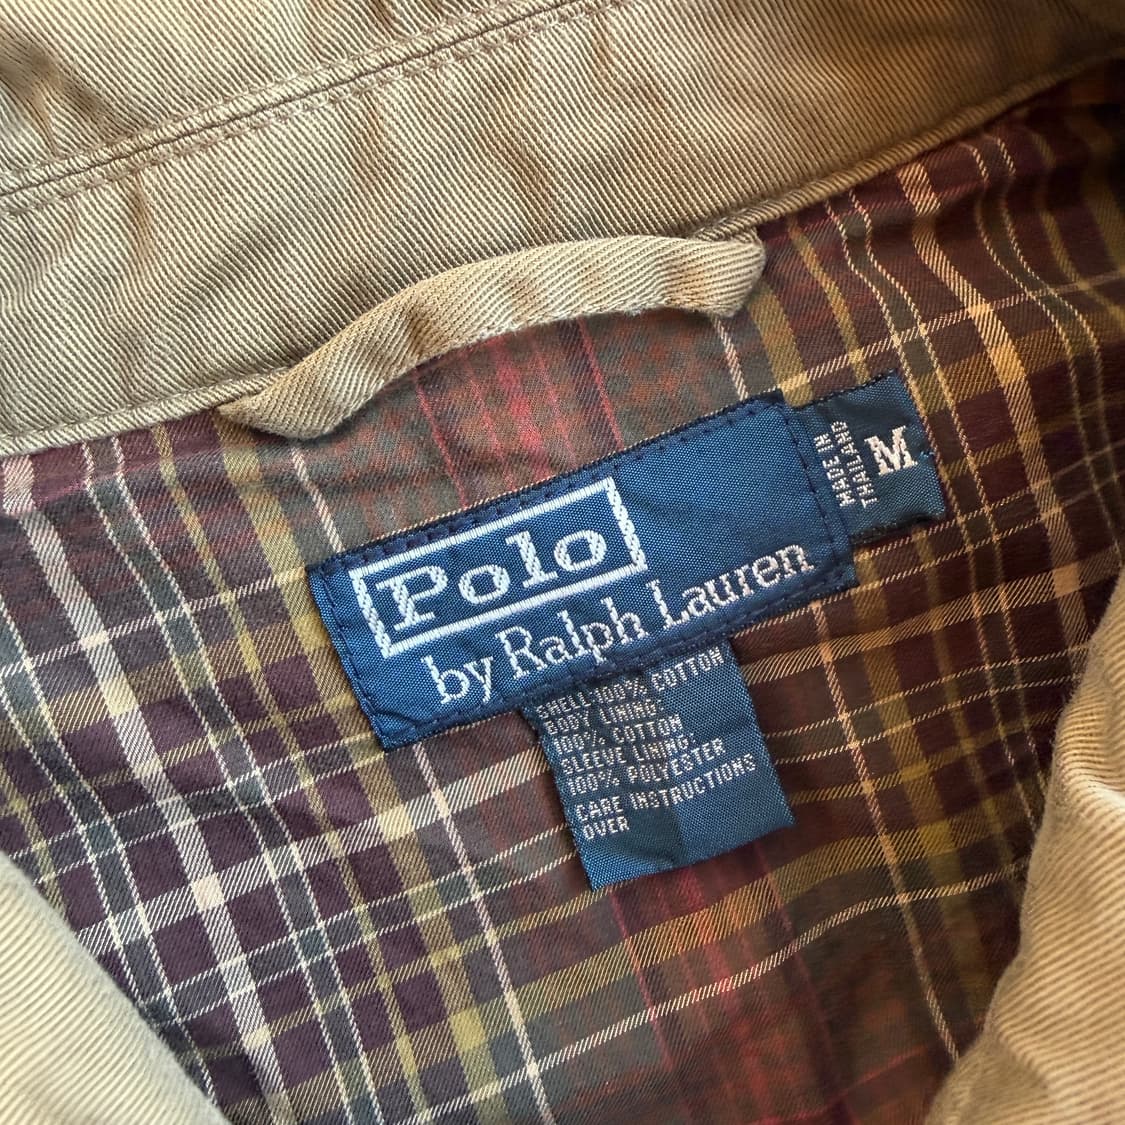 Polo
by Ralph Lauren
MADE IN
THAILAND
M
SHELL:100% COTTON
BODY LINING:
100% COTTON
SLEEVE LINING:
100% POLYESTER
CARE INSTRUCTIONS
OVER